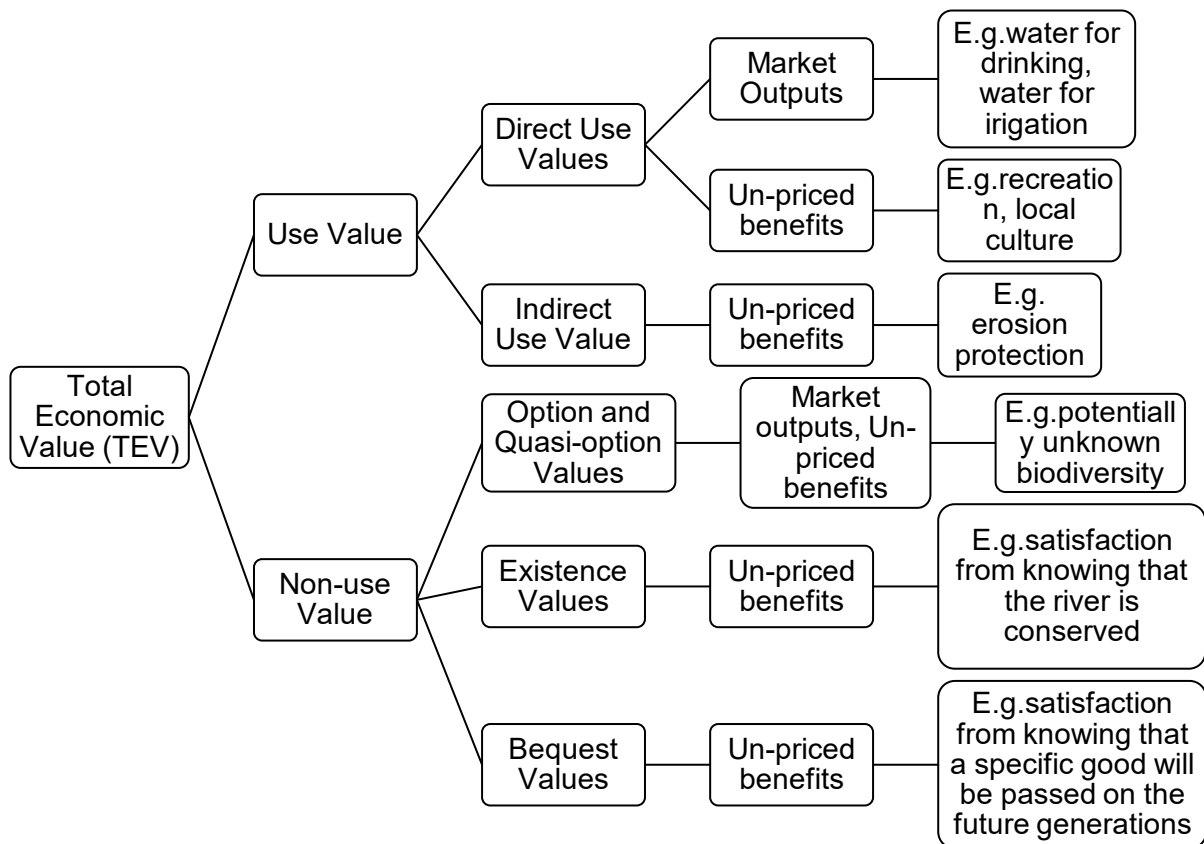 Total
Economic
Value (TEV)
Use Value
Direct Use
Values
Market
Outputs
E.g.water for
drinking,
water for
irigation
Un-priced
benefits
E.g.recreatio
n, local
culture
Indirect
Use Value
Un-priced
benefits
E.g.
erosion
protection
Non-use
Value
Option and
Quasi-option
Values
Market
outputs, Un-
priced
benefits
E.g.potentiall
y unknown
biodiversity
Existence
Values
Un-priced
benefits
E.g.satisfaction
from knowing that
the river is
conserved
Bequest
Values
Un-priced
benefits
E.g.satisfaction
from knowing that
a specific good will
be passed on the
future generations